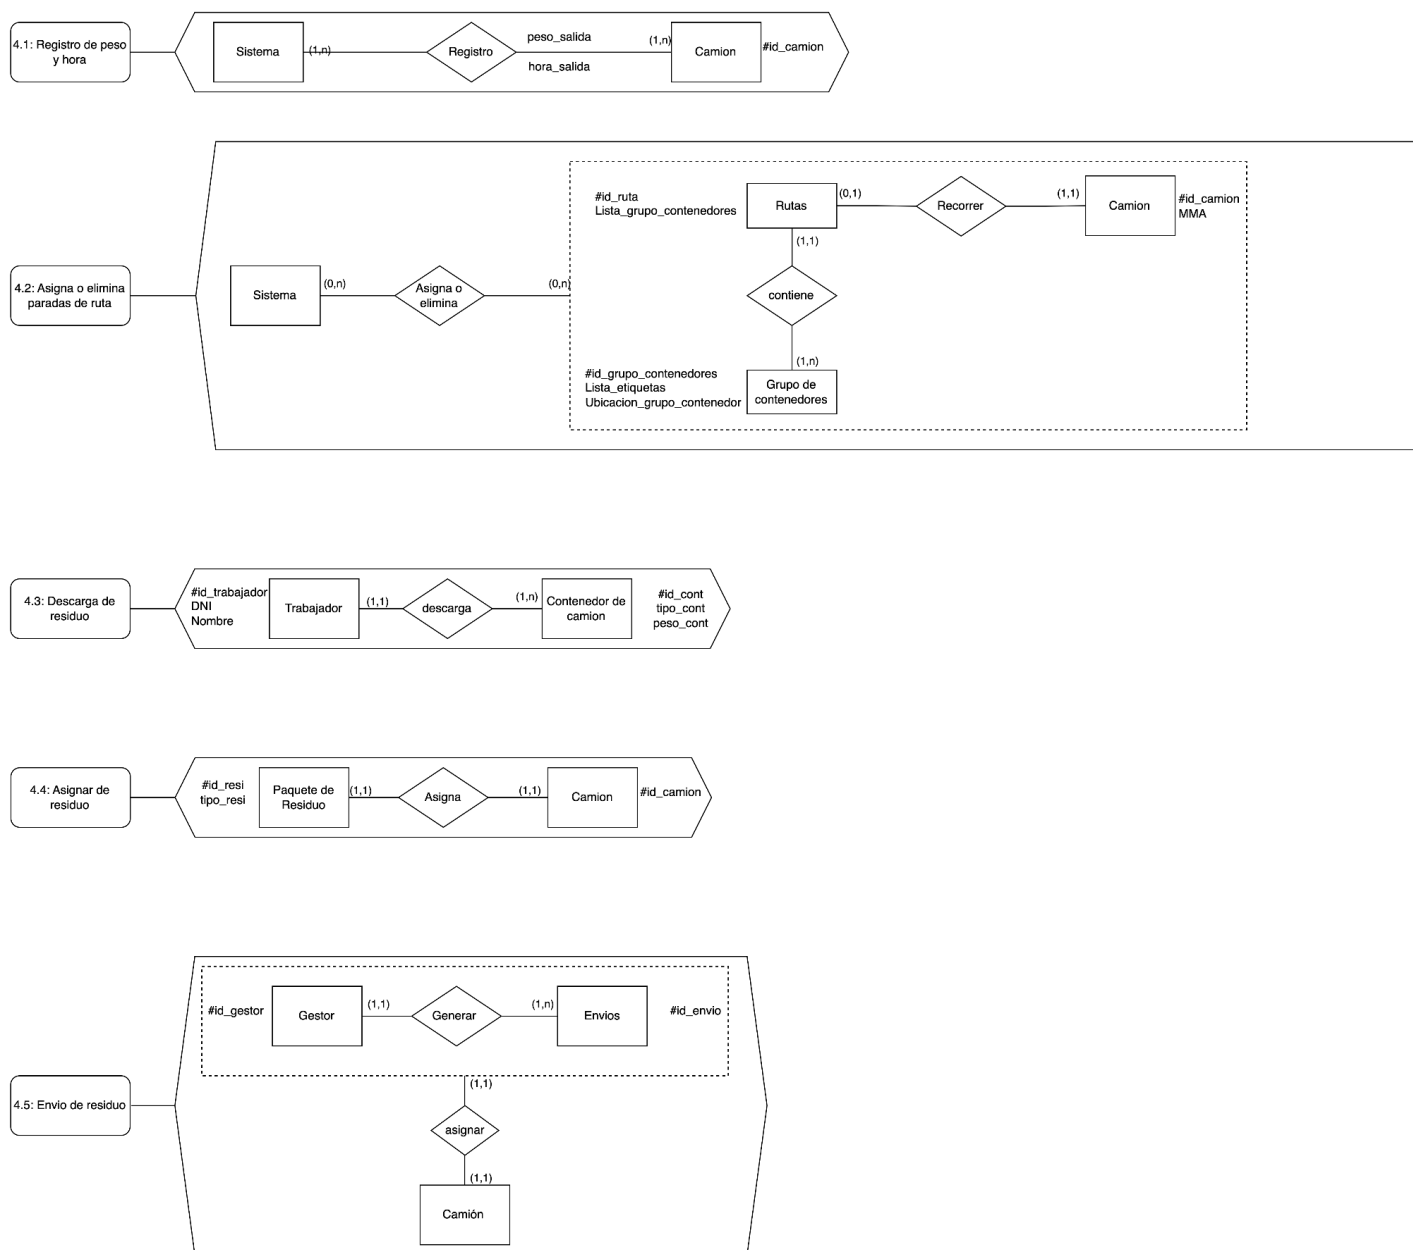 4.1: Registro de peso
y hora
Sistema
(1,n)
Registro
peso_salida
hora_salida
(1,n)
Camion
#id_camion
4.2: Asigna o elimina
paradas de ruta
Sistema
(0,n)
Asigna o
elimina
(0,n)
#id_ruta
Lista_grupo_contenedores
Rutas
(0,1)
Recorrer
(1,1)
Camion
#id_camion
MMA
(1,1)
contiene
(1,n)
#id_grupo_contenedores
Lista_etiquetas
Ubicacion_grupo_contenedor
Grupo de
contenedores
4.3: Descarga de
residuo
#id_trabajador
DNI
Nombre
Trabajador
(1,1)
descarga
(1,n)
Contenedor de
camion
#id_cont
tipo_cont
peso_cont
4.4: Asignar de
residuo
#id_resi
tipo_resi
Paquete de
Residuo
(1,1)
Asigna
(1,1)
Camion
#id_camion
4.5: Envio de residuo
#id_gestor
Gestor
(1,1)
Generar
(1,n)
Envios
#id_envio
(1,1)
asignar
(1,1)
Camión